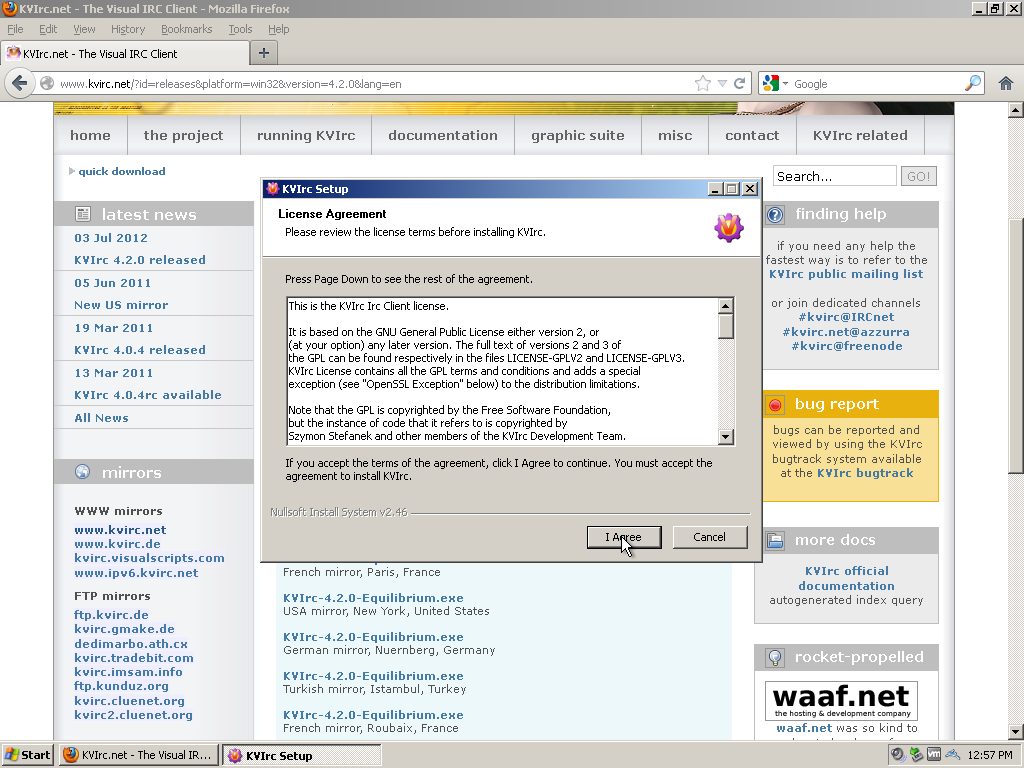 KVIrc.net - The Visual IRC Client - Mozilla Firefox
File Edit View History Bookmarks Tools Help
KVIrc.net - The Visual IRC Client
www.kvirc.net/?id=releases&platform=win32&version=4.2.0&lang=en
Google
home the project running KVIrc documentation graphic suite misc contact KVIrc related
quick download
Search...
GO!
latest news
03 Jul 2012
KVIrc 4.2.0 released
05 Jun 2011
New US mirror
19 Mar 2011
KVIrc 4.0.4 released
13 Mar 2011
KVIrc 4.0.4rc available
All News
mirrors
WWW mirrors
www.kvirc.net
www.kvirc.de
kvirc.visualscripts.com
www.ipv6.kvirc.net
FTP mirrors
ftp.kvirc.de
kvirc.gmake.de
dedimarbo.ath.cx
kvirc.tradebit.com
kvirc.imsam.info
ftp.kunduz.org
kvirc.cluenet.org
kvirc2.cluenet.org
KVIrc Setup
License Agreement
Please review the license terms before installing KVIrc.
Press Page Down to see the rest of the agreement.
This is the KVIrc Irc Client license.
It is based on the GNU General Public License either version 2, or
(at your option) any later version. The full text of versions 2 and 3 of
the GPL can be found respectively in the files LICENSE-GPLV2 and LICENSE-GPLV3.
KVIrc License contains all the GPL terms and conditions and adds a special
exception (see "OpenSSL Exception" below) to the distribution limitations.
Note that the GPL is copyrighted by the Free Software Foundation,
but the instance of code that it refers to is copyrighted by
Szymon Stefanek and other members of the KVIrc Development Team.
If you accept the terms of the agreement, click I Agree to continue. You must accept the
agreement to install KVIrc.
Nullsoft Install System v2.46
I Agree
Cancel
French mirror, Paris, France
KVIrc-4.2.0-Equilibrium.exe
USA mirror, New York, United States
KVIrc-4.2.0-Equilibrium.exe
German mirror, Nuernberg, Germany
KVIrc-4.2.0-Equilibrium.exe
Turkish mirror, Istambul, Turkey
KVIrc-4.2.0-Equilibrium.exe
French mirror, Roubaix, France
finding help
if you need any help the
fastest way is to refer to the
KVIrc public mailing list
or join dedicated channels
#kvirc@IRCnet
#kvirc.net@azzurra
#kvirc@freenode
bug report
bugs can be reported and
viewed by using the KVIrc
bugtrack system available
at the KVIrc bugtrack
more docs
KVIrc official
documentation
autogenerated index query
rocket-propelled
waaf.net
the hosting & development company
waaf.net was so kind to
Start
KVIrc.net - The Visual IR...
KVIrc Setup
12:57 PM